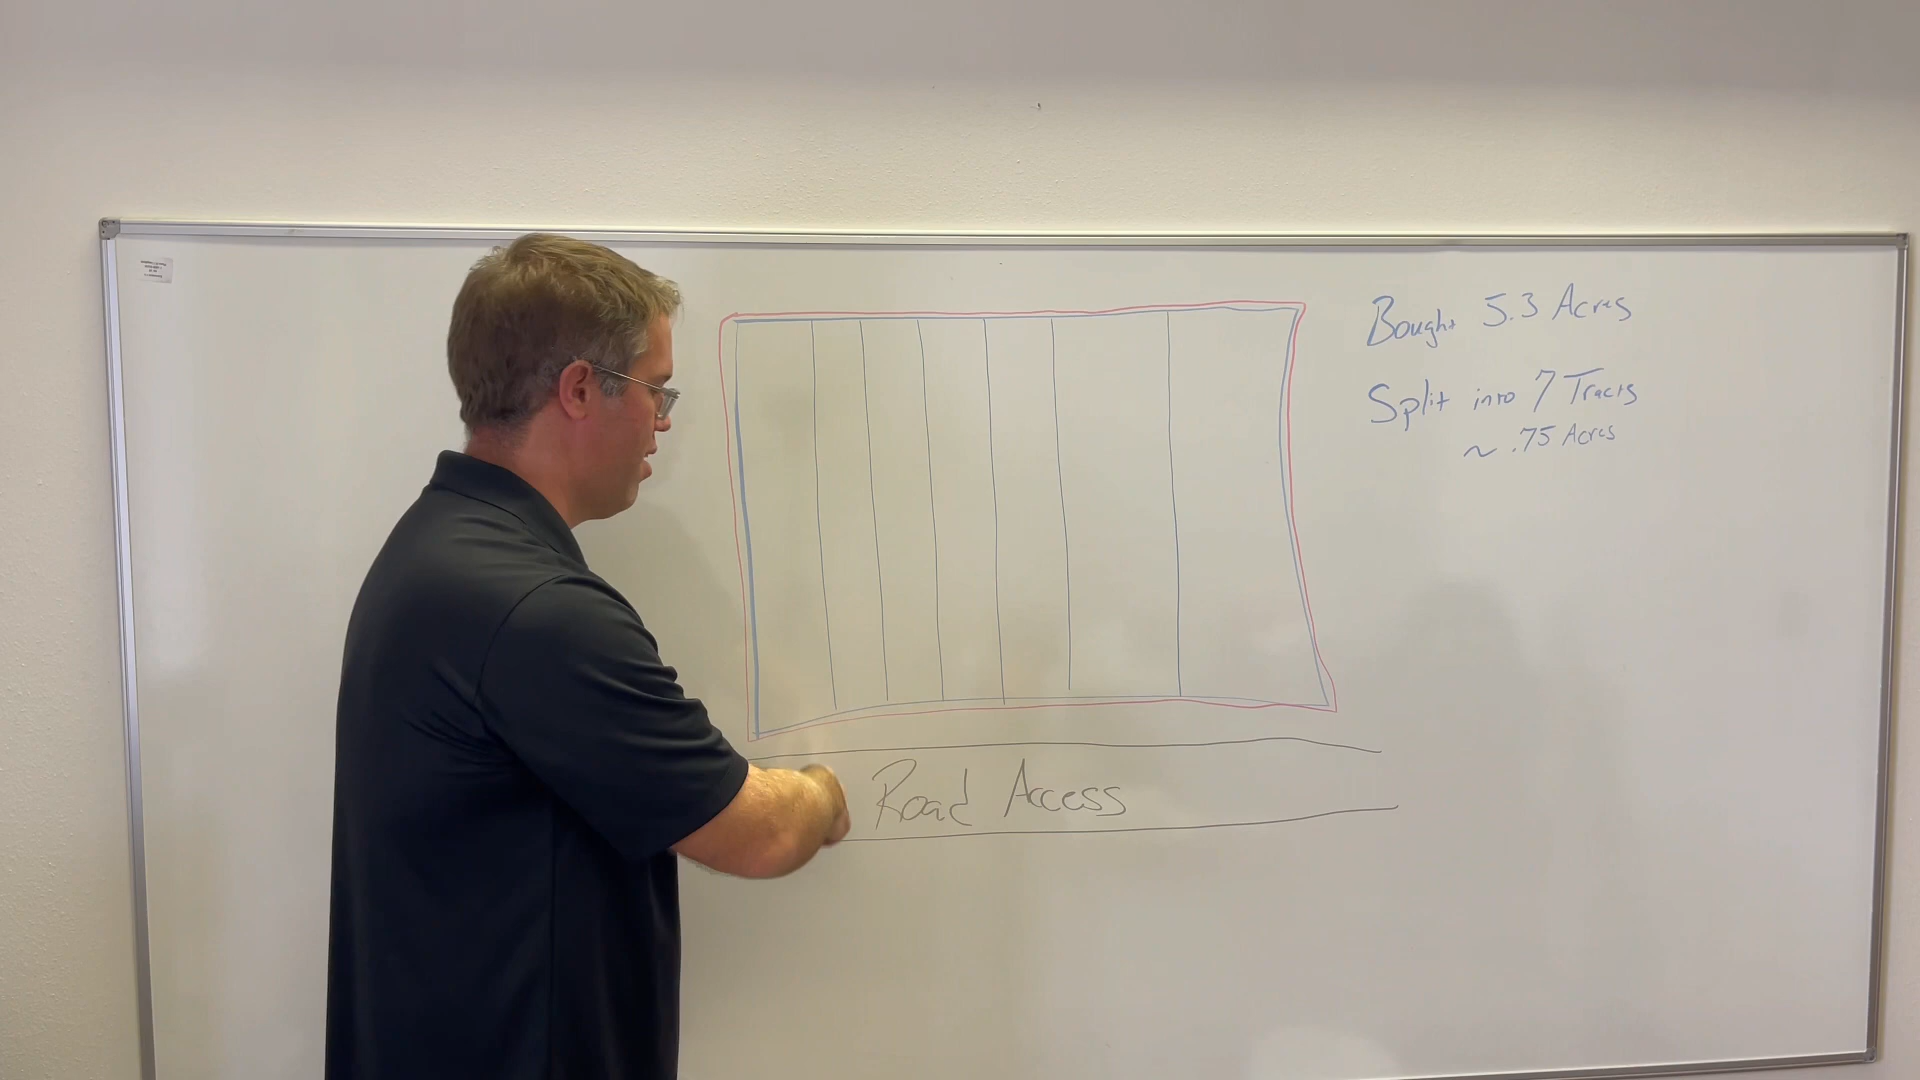 Bought 5.3 Acres
Split into 7 Tracts
~ .75 Acres
Road Access